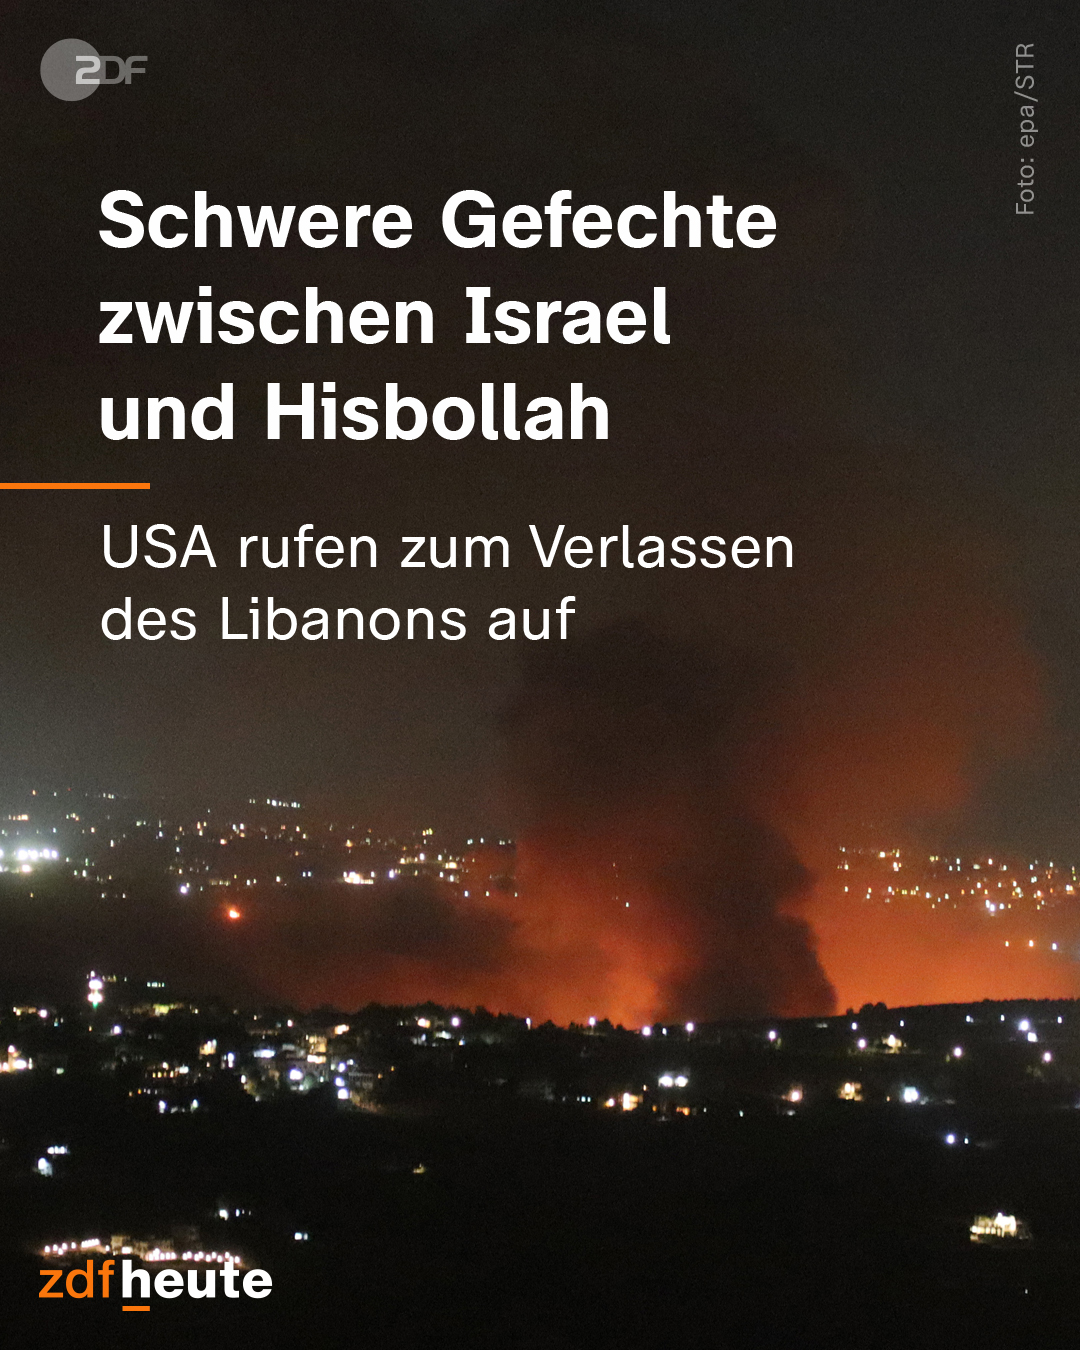 ZDF
Foto: epa/STR
Schwere Gefechte
zwischen Israel
und Hisbollah
USA rufen zum Verlassen
des Libanons auf
zdfheute